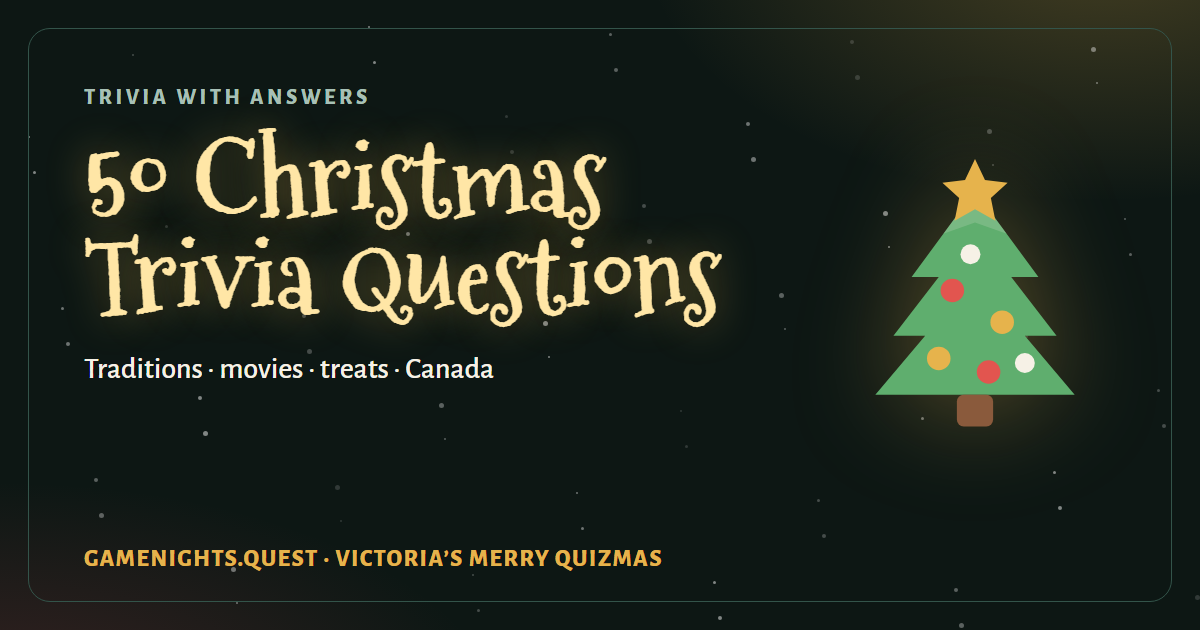 TRIVIA WITH ANSWERS
50 Christmas
Trivia Questions
Traditions · movies · treats · Canada
GAMENIGHTS.QUEST · VICTORIA’S MERRY QUIZMAS